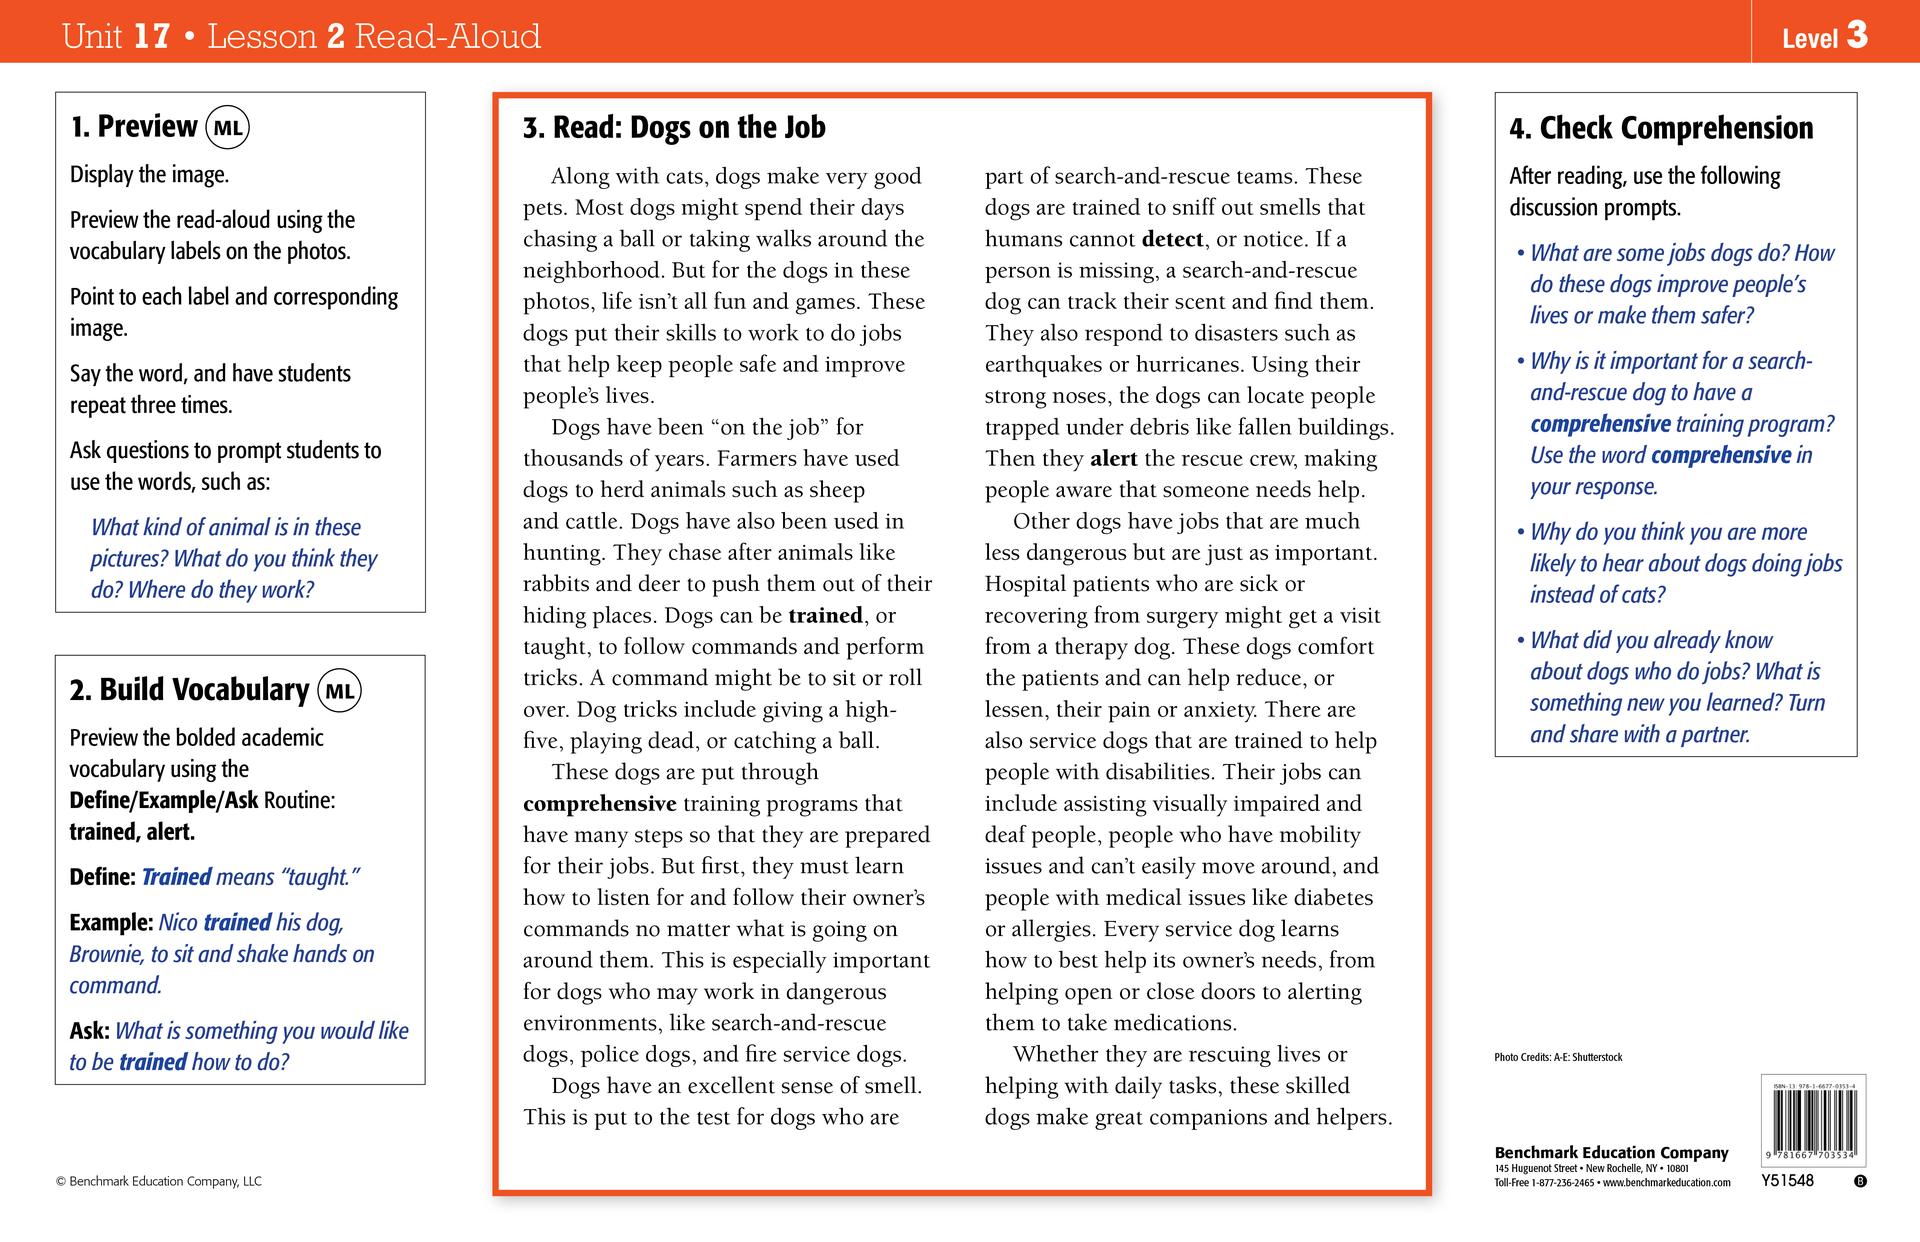 Unit 17 • Lesson 2 Read-Aloud
Level 3
1. Preview ML
Display the image.
Preview the read-aloud using the
vocabulary labels on the photos.
Point to each label and corresponding
image.
Say the word, and have students
repeat three times.
Ask questions to prompt students to
use the words, such as:
What kind of animal is in these
pictures? What do you think they
do? Where do they work?
2. Build Vocabulary ML
Preview the bolded academic
vocabulary using the
Define/Example/Ask Routine:
trained, alert.
Define: Trained means “taught.”
Example: Nico trained his dog,
Brownie, to sit and shake hands on
command.
Ask: What is something you would like
to be trained how to do?
© Benchmark Education Company, LLC
3. Read: Dogs on the Job
Along with cats, dogs make very good
pets. Most dogs might spend their days
chasing a ball or taking walks around the
neighborhood. But for the dogs in these
photos, life isn’t all fun and games. These
dogs put their skills to work to do jobs
that help keep people safe and improve
people’s lives.
Dogs have been “on the job” for
thousands of years. Farmers have used
dogs to herd animals such as sheep
and cattle. Dogs have also been used in
hunting. They chase after animals like
rabbits and deer to push them out of their
hiding places. Dogs can be trained, or
taught, to follow commands and perform
tricks. A command might be to sit or roll
over. Dog tricks include giving a high-
five, playing dead, or catching a ball.
These dogs are put through
comprehensive training programs that
have many steps so that they are prepared
for their jobs. But first, they must learn
how to listen for and follow their owner’s
commands no matter what is going on
around them. This is especially important
for dogs who may work in dangerous
environments, like search-and-rescue
dogs, police dogs, and fire service dogs.
Dogs have an excellent sense of smell.
This is put to the test for dogs who are
part of search-and-rescue teams. These
dogs are trained to sniff out smells that
humans cannot detect, or notice. If a
person is missing, a search-and-rescue
dog can track their scent and find them.
They also respond to disasters such as
earthquakes or hurricanes. Using their
strong noses, the dogs can locate people
trapped under debris like fallen buildings.
Then they alert the rescue crew, making
people aware that someone needs help.
Other dogs have jobs that are much
less dangerous but are just as important.
Hospital patients who are sick or
recovering from surgery might get a visit
from a therapy dog. These dogs comfort
the patients and can help reduce, or
lessen, their pain or anxiety. There are
also service dogs that are trained to help
people with disabilities. Their jobs can
include assisting visually impaired and
deaf people, people who have mobility
issues and can’t easily move around, and
people with medical issues like diabetes
or allergies. Every service dog learns
how to best help its owner’s needs, from
helping open or close doors to alerting
them to take medications.
Whether they are rescuing lives or
helping with daily tasks, these skilled
dogs make great companions and helpers.
4. Check Comprehension
After reading, use the following
discussion prompts.
• What are some jobs dogs do? How
do these dogs improve people’s
lives or make them safer?
• Why is it important for a search-
and-rescue dog to have a
comprehensive training program?
Use the word comprehensive in
your response.
• Why do you think you are more
likely to hear about dogs doing jobs
instead of cats?
• What did you already know
about dogs who do jobs? What is
something new you learned? Turn
and share with a partner.
Photo Credits: A-E: Shutterstock
Benchmark Education Company
145 Huguenot Street • New Rochelle, NY • 10801
Toll-Free 1-877-236-2465 • www.benchmarkeducation.com
ISBN-13 978-1-6677-0353-4
9 781667 703534
Y51548
B